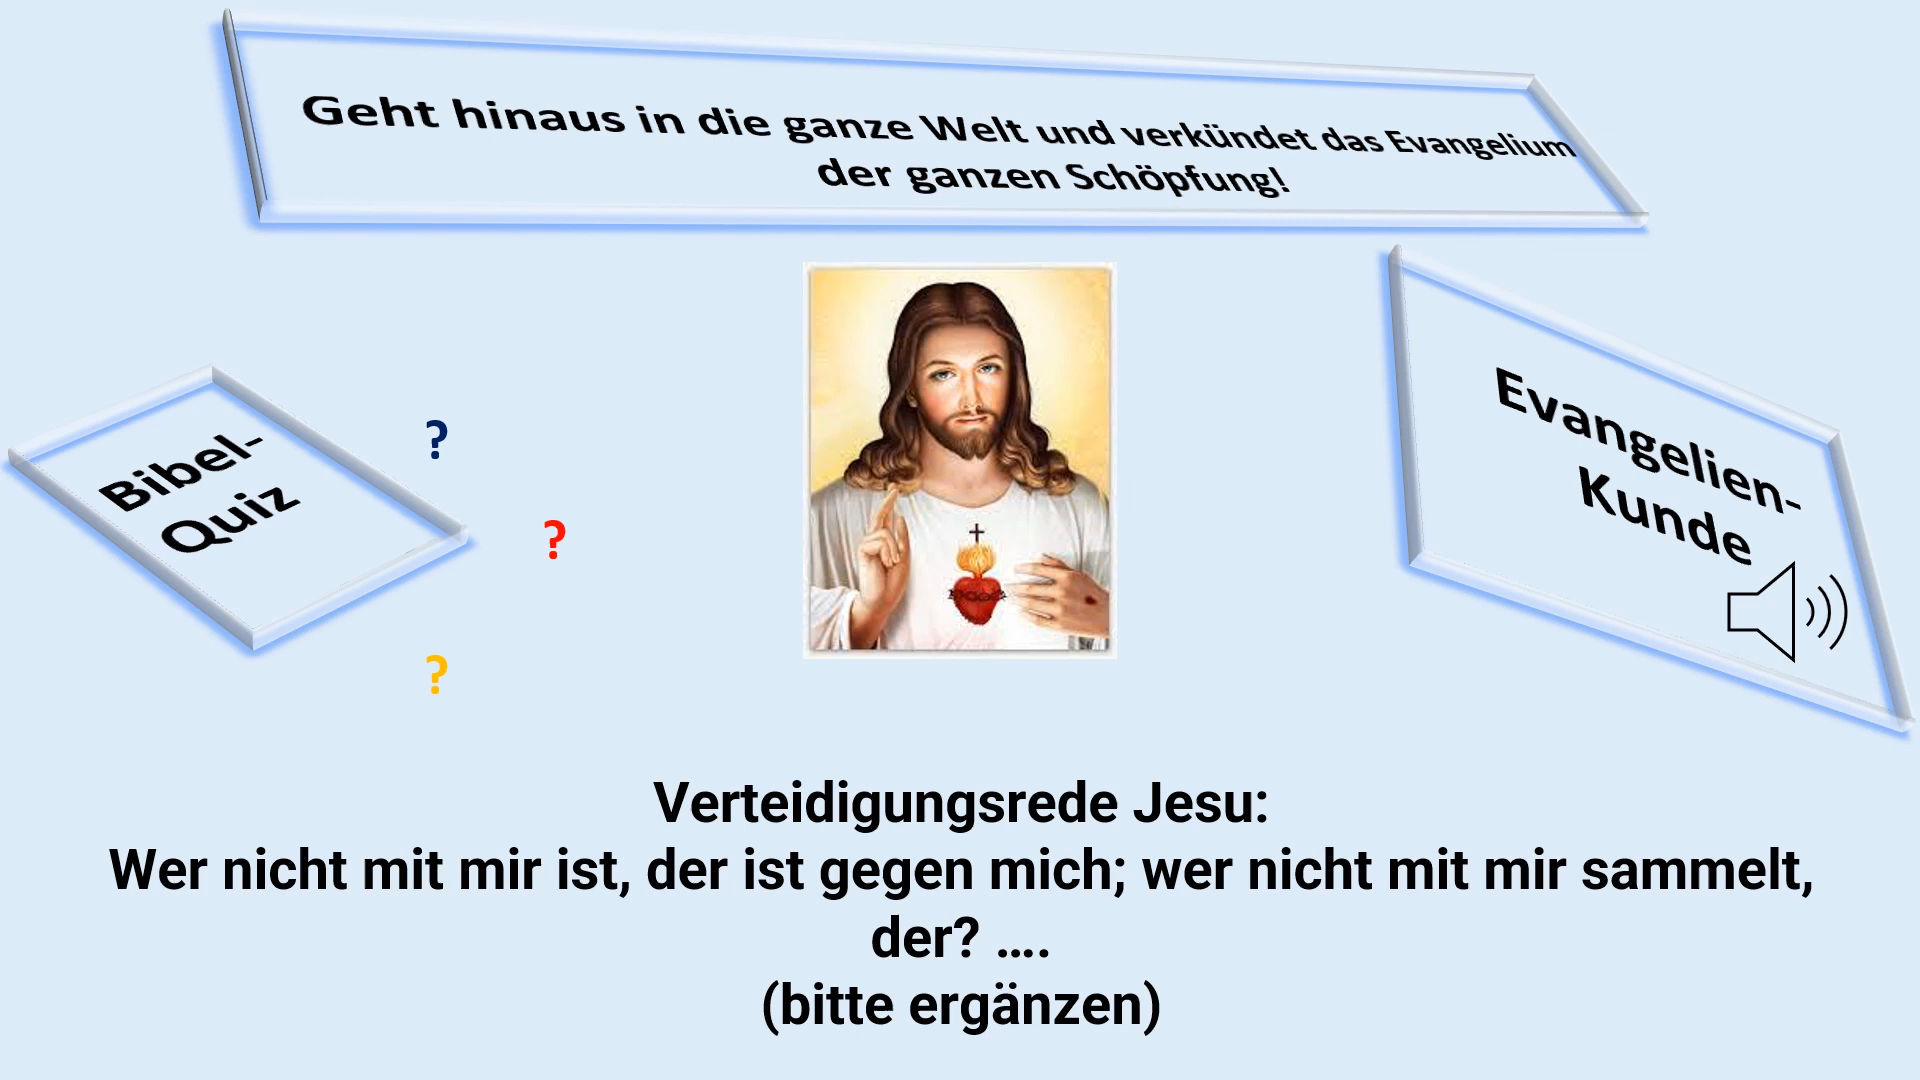 Geht hinaus in die ganze Welt und verkündet das Evangelium
der ganzen Schöpfung!
Bibel-
Quiz
?
?
?
Evangelien-
Kunde
Verteidigungsrede Jesu:
Wer nicht mit mir ist, der ist gegen mich; wer nicht mit mir sammelt,
der? ....
(bitte ergänzen)